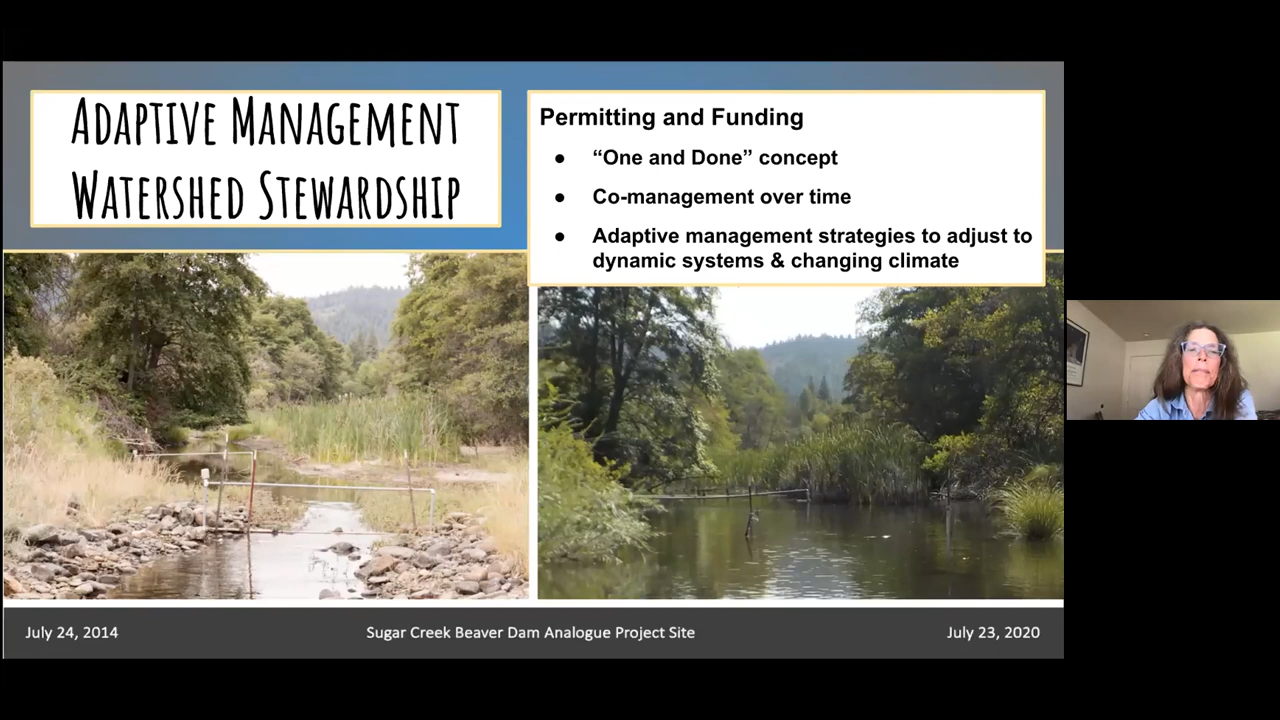 ADAPTIVE MANAGEMENT
WATERSHED STEWARDSHIP
Permitting and Funding
● “One and Done” concept
● Co-management over time
● Adaptive management strategies to adjust to
dynamic systems & changing climate
July 24, 2014
Sugar Creek Beaver Dam Analogue Project Site
July 23, 2020